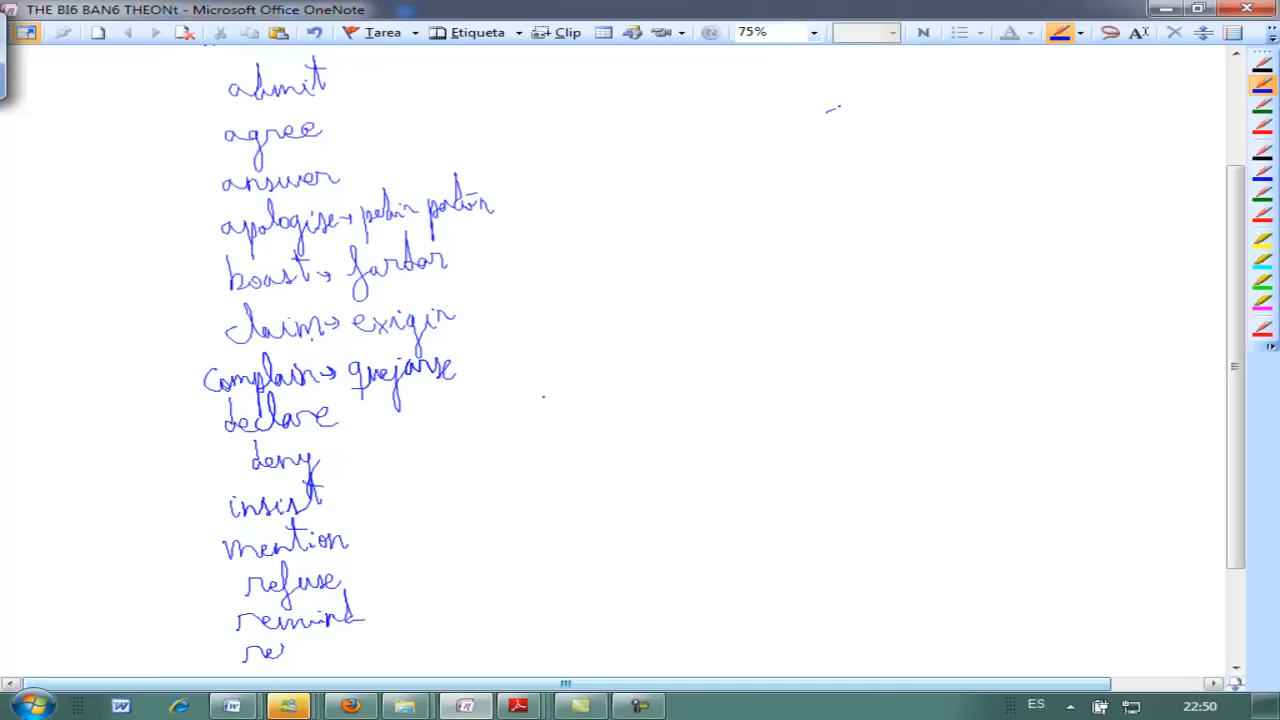 THE BI6 BAN6 THEONt - Microsoft Office OneNote
Tarea Etiqueta Clip 75% N A
admit
agree
answer
apologise → pedir perdón
boast → fardar
claim → exigir
complain → quejarse
declare
deny
insist
mention
refuse
remind
re
ES 22:50